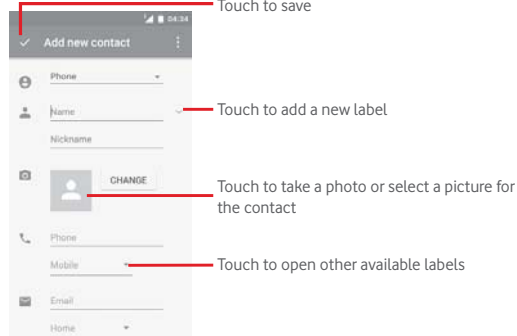 Touch to save
04:34
Add new contact
Phone
Name
Touch to add a new label
Nickname
CHANGE
Touch to take a photo or select a picture for
the contact
Phone
Mobile
Touch to open other available labels
Email
Home